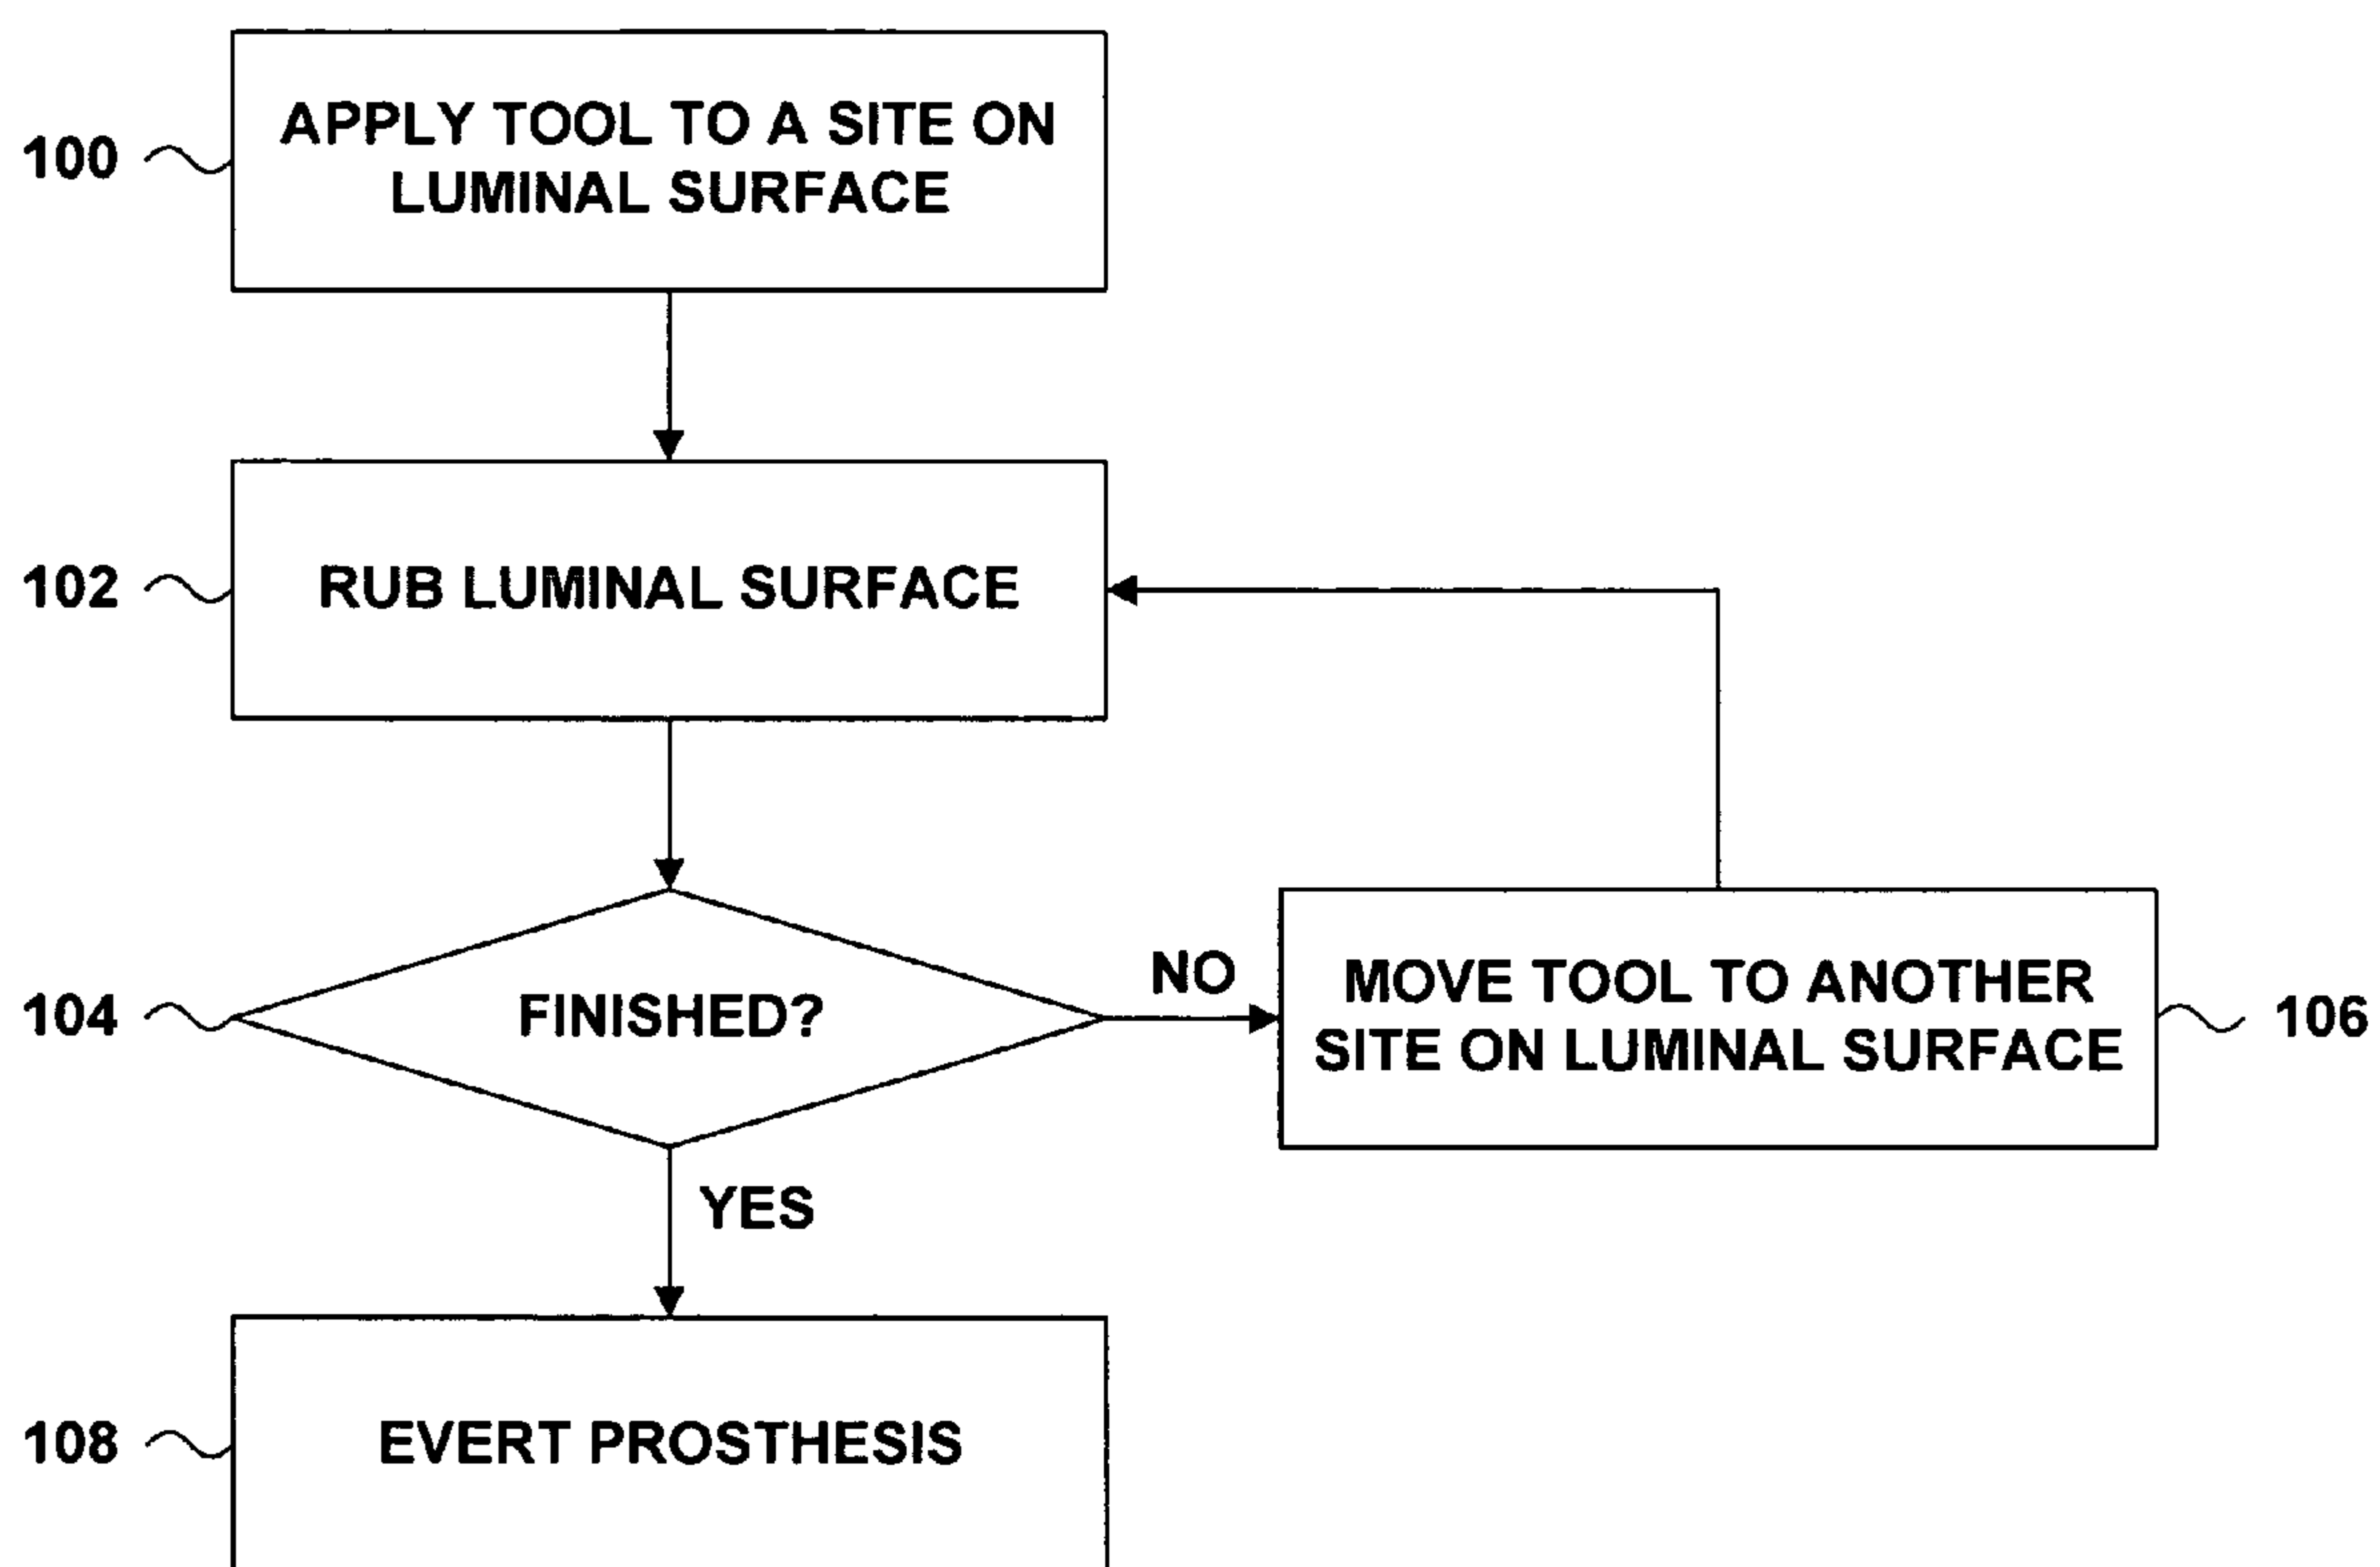 100
APPLY TOOL TO A SITE ON
LUMINAL SURFACE
102
RUB LUMINAL SURFACE
104
FINISHED?
NO
MOVE TOOL TO ANOTHER
SITE ON LUMINAL SURFACE
106
YES
108
EVERT PROSTHESIS